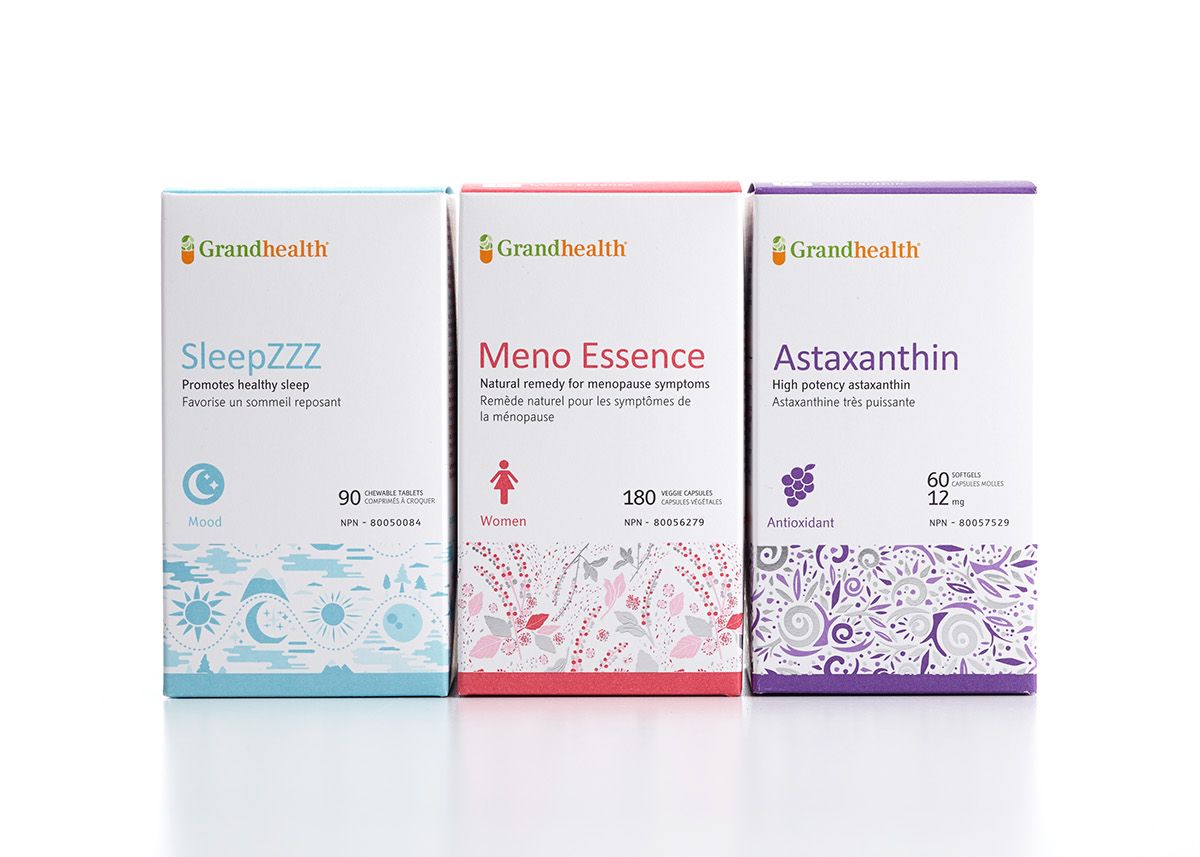 Grandhealth®
SleepZZZ
Promotes healthy sleep
Favorise un sommeil reposant
Mood
90 CHEWABLE TABLETS
COMPRIMÉS À CROQUER
NPN - 80050084
Grandhealth®
Meno Essence
Natural remedy for menopause symptoms
Remède naturel pour les symptômes de
la ménopause
Women
180 VEGGIE CAPSULES
CAPSULES VÉGÉTALES
NPN - 80056279
Astaxanthin
Grandhealth®
Astaxanthin
High potency astaxanthin
Astaxanthine très puissante
Antioxidant
60 SOFTGELS
CAPSULES MOLLES
12 mg
NPN - 80057529